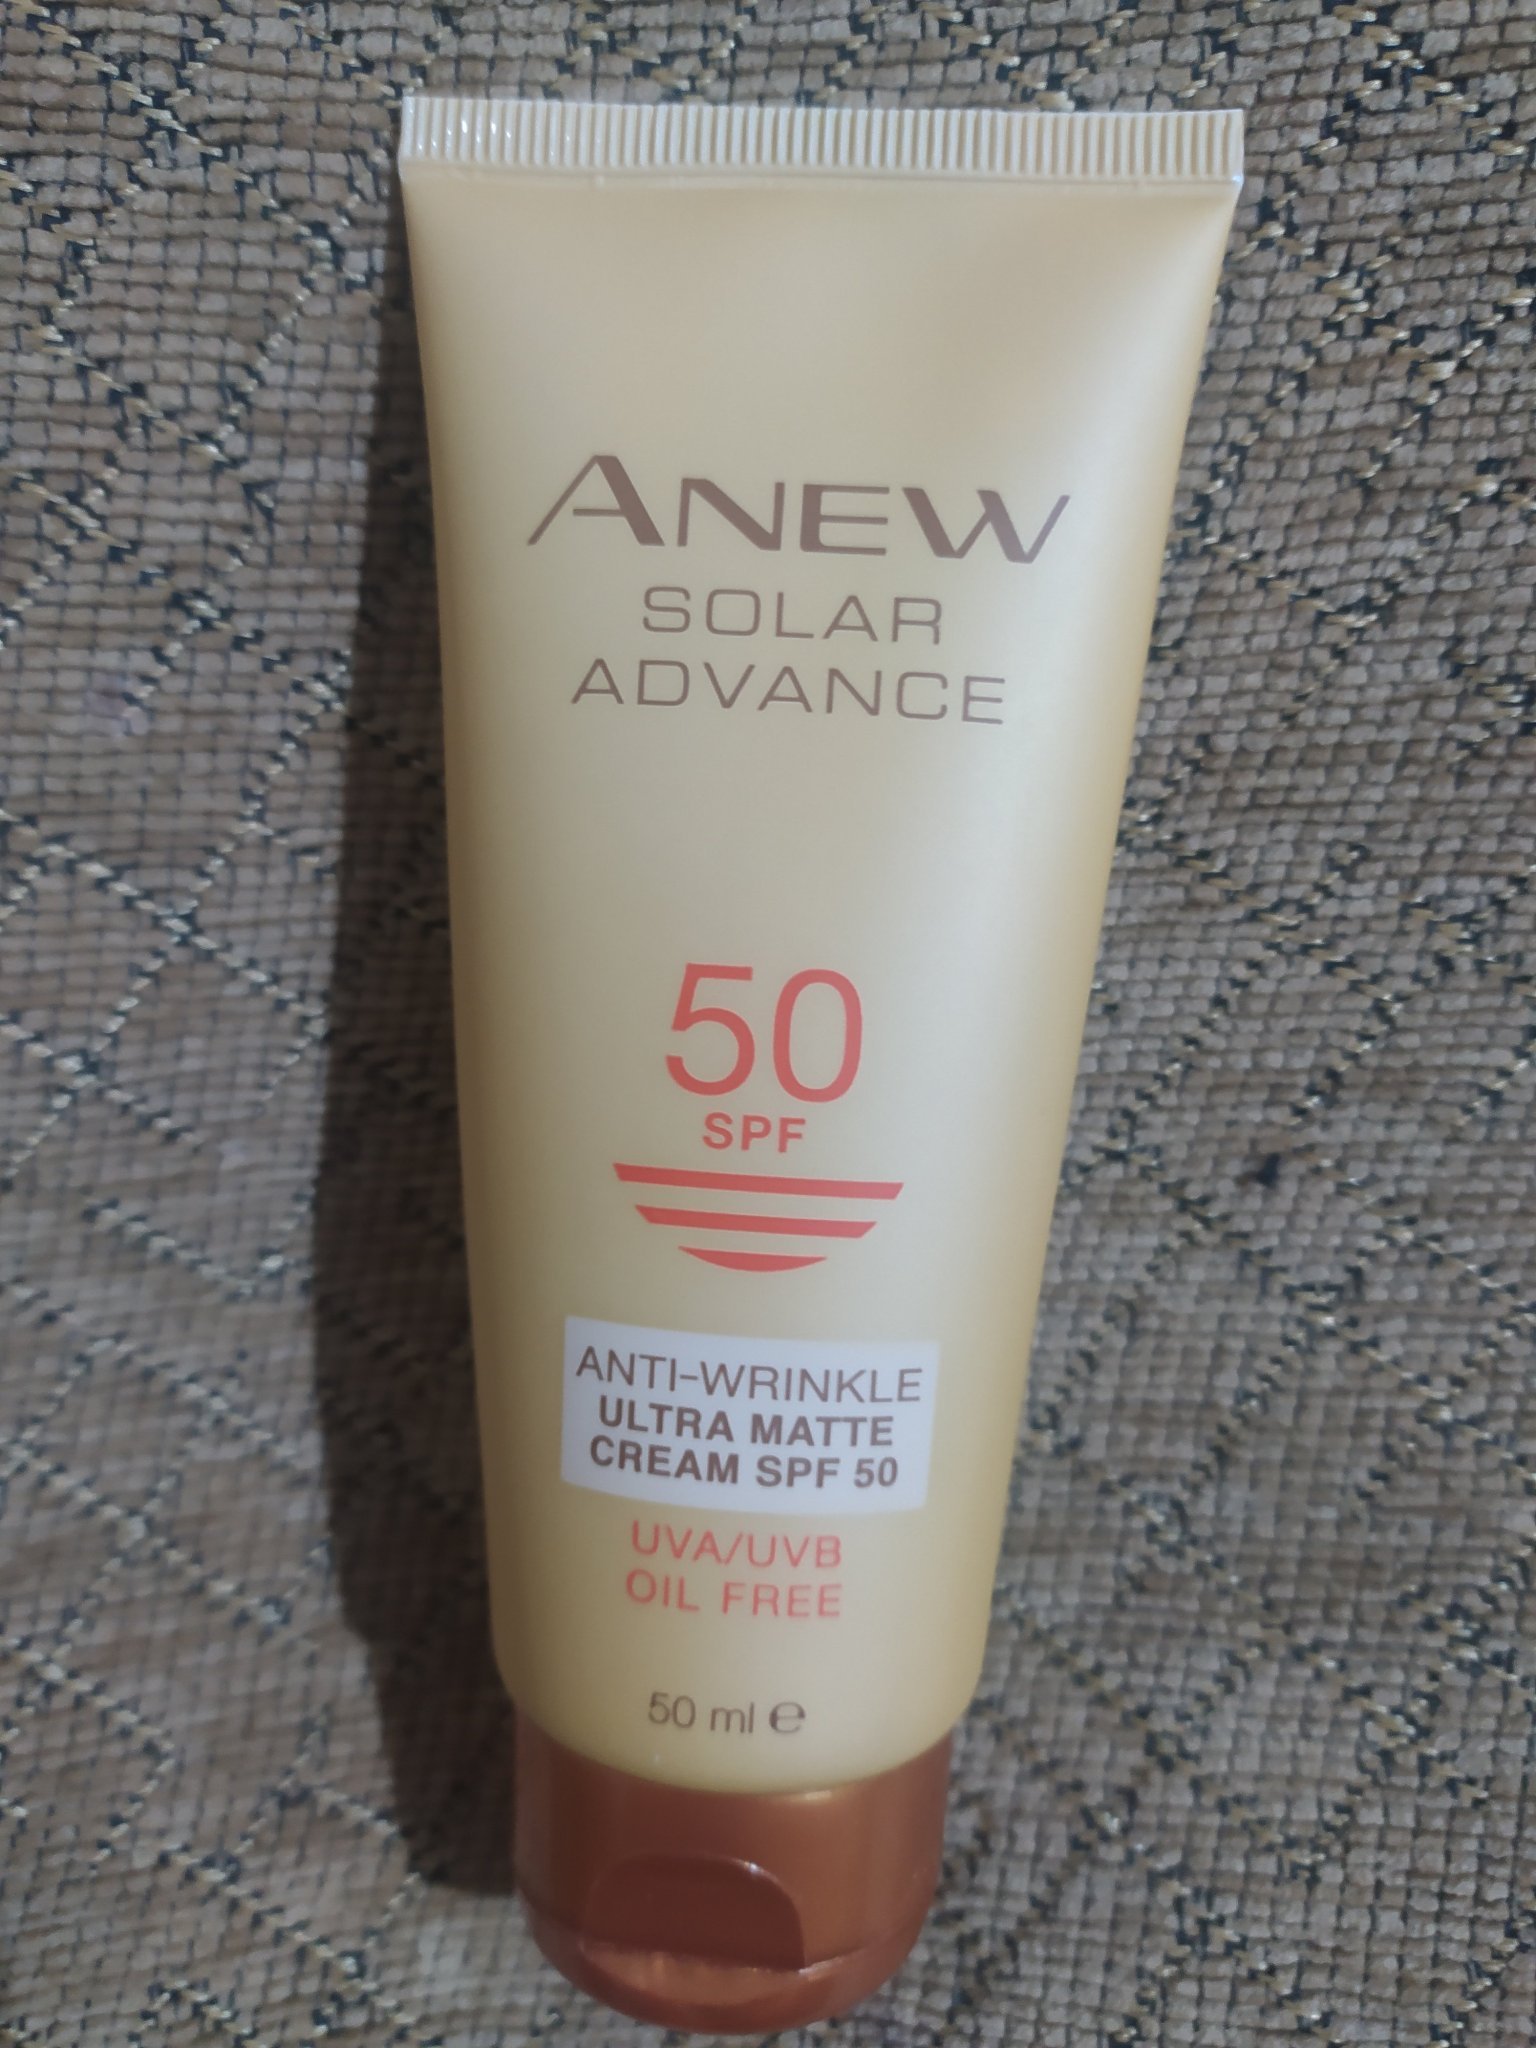 ANEW
SOLAR
ADVANCE
50
SPF
ANTI-WRINKLE
ULTRA MATTE
CREAM SPF 50
UVA/UVB
OIL FREE
50 ml ℮